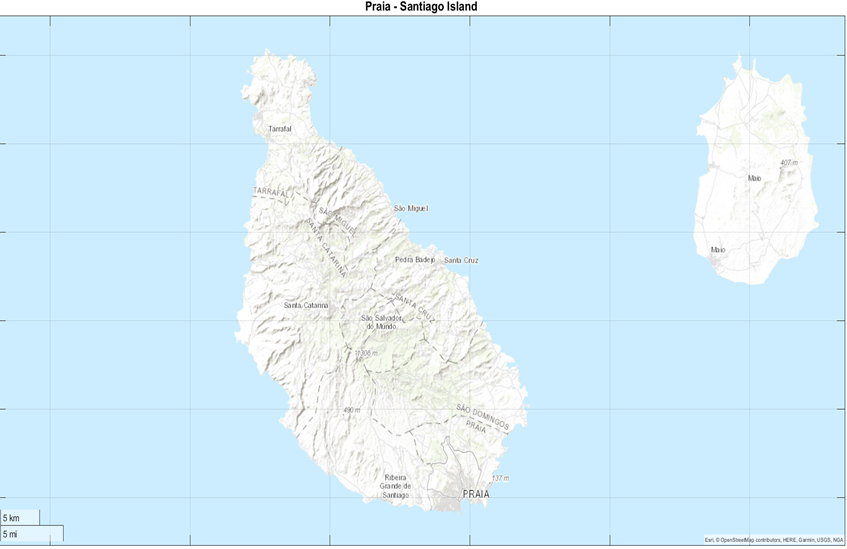 Praia - Santiago Island
Tarrafal
407 m
Maio
TARRAFAL
SÃO MIGUEL
São Miguel
SANTA CATARINA
Maio
Pedra Badejo
Santa Cruz
SANTA CRUZ
Santa Catarina
São Salvador
do Mundo
490 m
SÃO DOMINGOS
PRAIA
137 m
Ribeira
Grande de
Santiago
PRAIA
5 km
5 mi
Esri, © OpenStreetMap contributors, HERE, Garmin, USGS, NGA